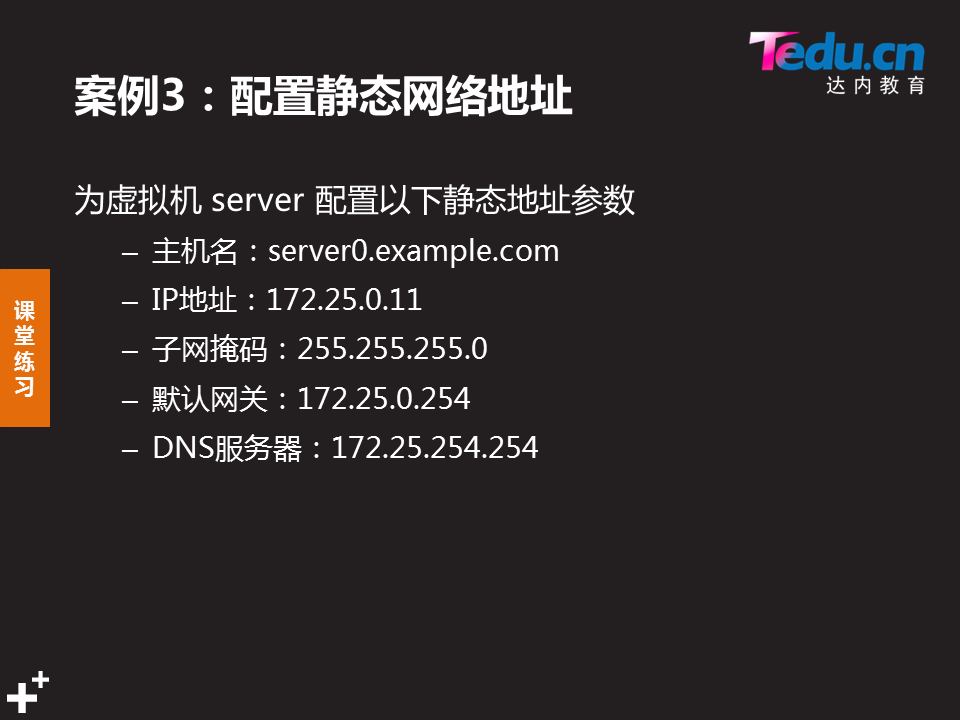 Tedu.cn
达内教育
案例3：配置静态网络地址
为虚拟机 server 配置以下静态地址参数
– 主机名：server0.example.com
– IP地址：172.25.0.11
– 子网掩码：255.255.255.0
– 默认网关：172.25.0.254
– DNS服务器：172.25.254.254
课
堂
练
习